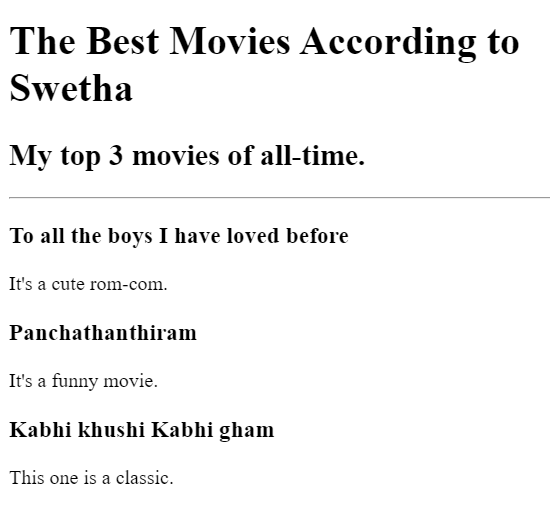 The Best Movies According to
Swetha
My top 3 movies of all-time.
To all the boys I have loved before
It's a cute rom-com.
Panchathanthiram
It's a funny movie.
Kabhi khushi Kabhi gham
This one is a classic.